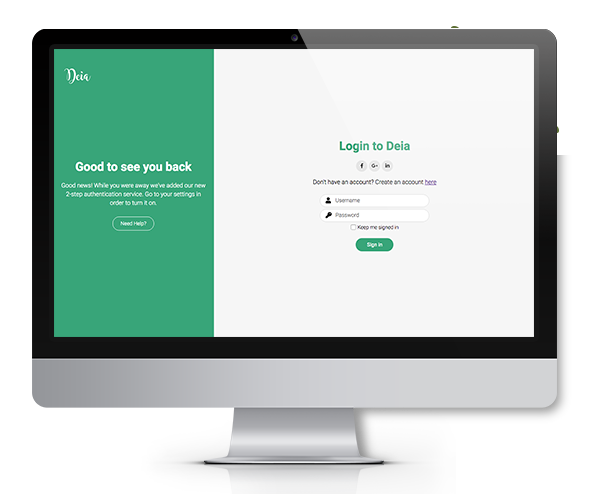 Deia
Good to see you back
Good news! While you were away we've added our new
2-step authentication service. Go to your settings in
order to turn it on.
Need Help?
Login to Deia
f G+ in
Don't have an account? Create an account here
Username
Password
Keep me signed in
Sign in